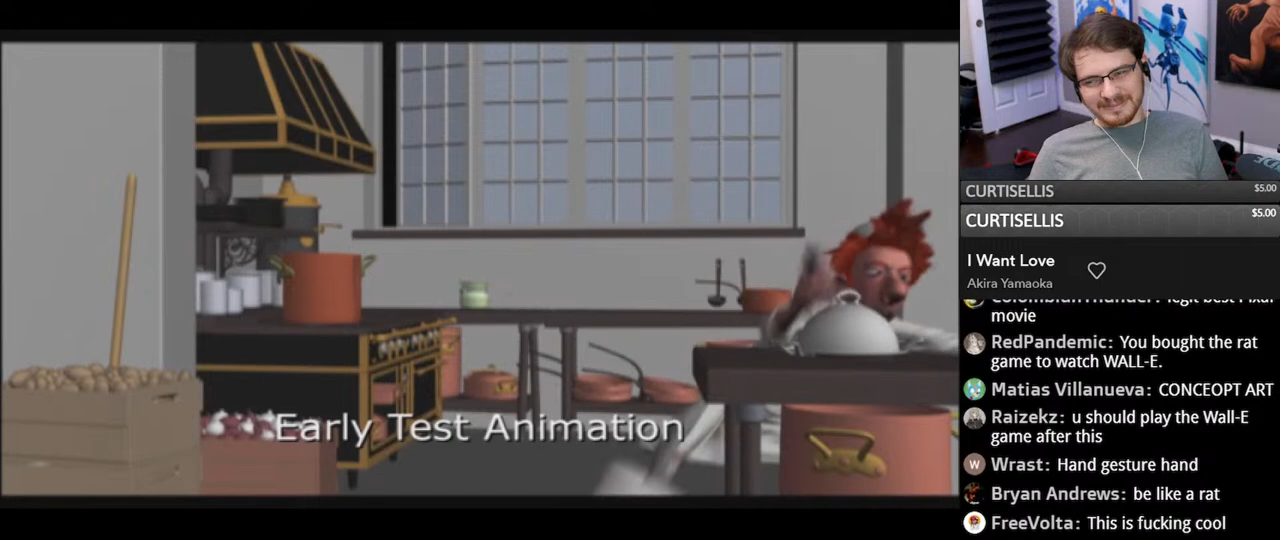 CURTISELLIS $5.00
CURTISELLIS $5.00
I Want Love
Akira Yamaoka
movie
RedPandemic: You bought the rat
game to watch WALL-E.
Matias Villanueva: CONCEOPT ART
Raizekz: u should play the Wall-E
game after this
W Wrast: Hand gesture hand
Bryan Andrews: be like a rat
FreeVolta: This is fucking cool
Early Test Animation